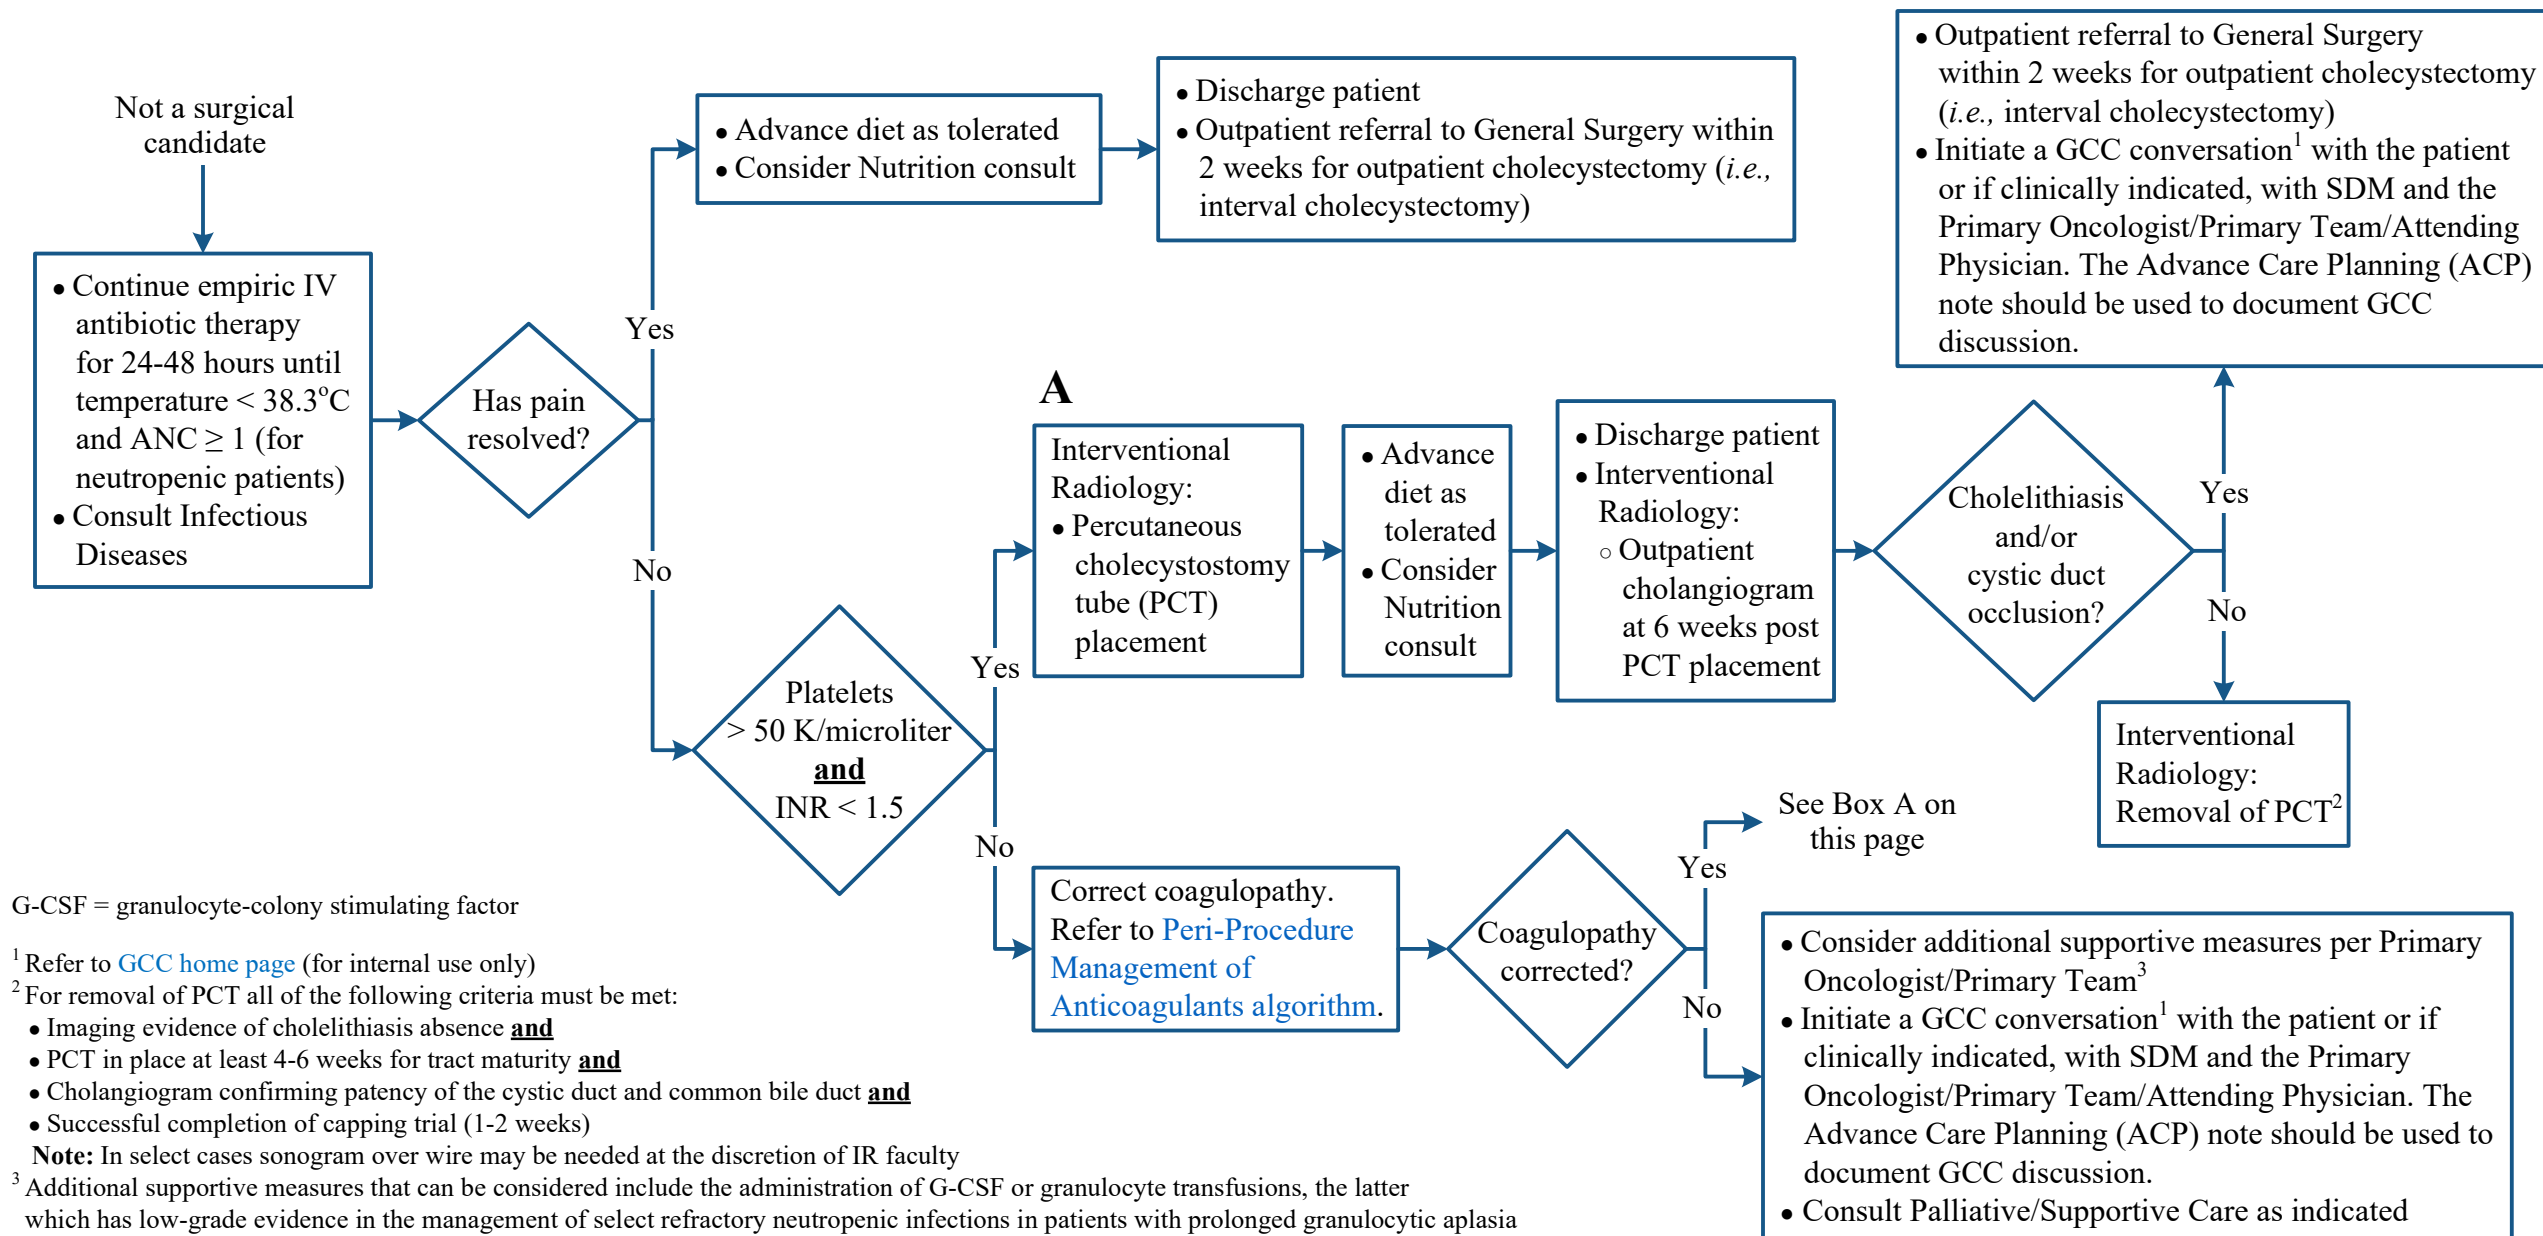 Not a surgical
candidate
• Continue empiric IV
antibiotic therapy
for 24-48 hours until
temperature < 38.3°C
and ANC ≥ 1 (for
neutropenic patients)
• Consult Infectious
Diseases
Has pain
resolved?
Yes
• Advance diet as tolerated
• Consider Nutrition consult
• Discharge patient
• Outpatient referral to General Surgery within
2 weeks for outpatient cholecystectomy (i.e.,
interval cholecystectomy)
No
Platelets
> 50 K/microliter
and
INR < 1.5
Yes
A
Interventional
Radiology:
• Percutaneous
cholecystostomy
tube (PCT)
placement
• Advance
diet as
tolerated
• Consider
Nutrition
consult
• Discharge patient
• Interventional
Radiology:
○ Outpatient
cholangiogram
at 6 weeks post
PCT placement
Cholelithiasis
and/or
cystic duct
occlusion?
Yes
• Outpatient referral to General Surgery
within 2 weeks for outpatient cholecystectomy
(i.e., interval cholecystectomy)
• Initiate a GCC conversation¹ with the patient
or if clinically indicated, with SDM and the
Primary Oncologist/Primary Team/Attending
Physician. The Advance Care Planning (ACP)
note should be used to document GCC
discussion.
No
Interventional
Radiology:
Removal of PCT²
No
Correct coagulopathy.
Refer to Peri-Procedure
Management of
Anticoagulants algorithm.
Coagulopathy
corrected?
Yes
See Box A on
this page
No
• Consider additional supportive measures per Primary
Oncologist/Primary Team³
• Initiate a GCC conversation¹ with the patient or if
clinically indicated, with SDM and the Primary
Oncologist/Primary Team/Attending Physician. The
Advance Care Planning (ACP) note should be used to
document GCC discussion.
• Consult Palliative/Supportive Care as indicated
G-CSF = granulocyte-colony stimulating factor
¹ Refer to GCC home page (for internal use only)
² For removal of PCT all of the following criteria must be met:
• Imaging evidence of cholelithiasis absence and
• PCT in place at least 4-6 weeks for tract maturity and
• Cholangiogram confirming patency of the cystic duct and common bile duct and
• Successful completion of capping trial (1-2 weeks)
Note: In select cases sonogram over wire may be needed at the discretion of IR faculty
³ Additional supportive measures that can be considered include the administration of G-CSF or granulocyte transfusions, the latter
which has low-grade evidence in the management of select refractory neutropenic infections in patients with prolonged granulocytic aplasia